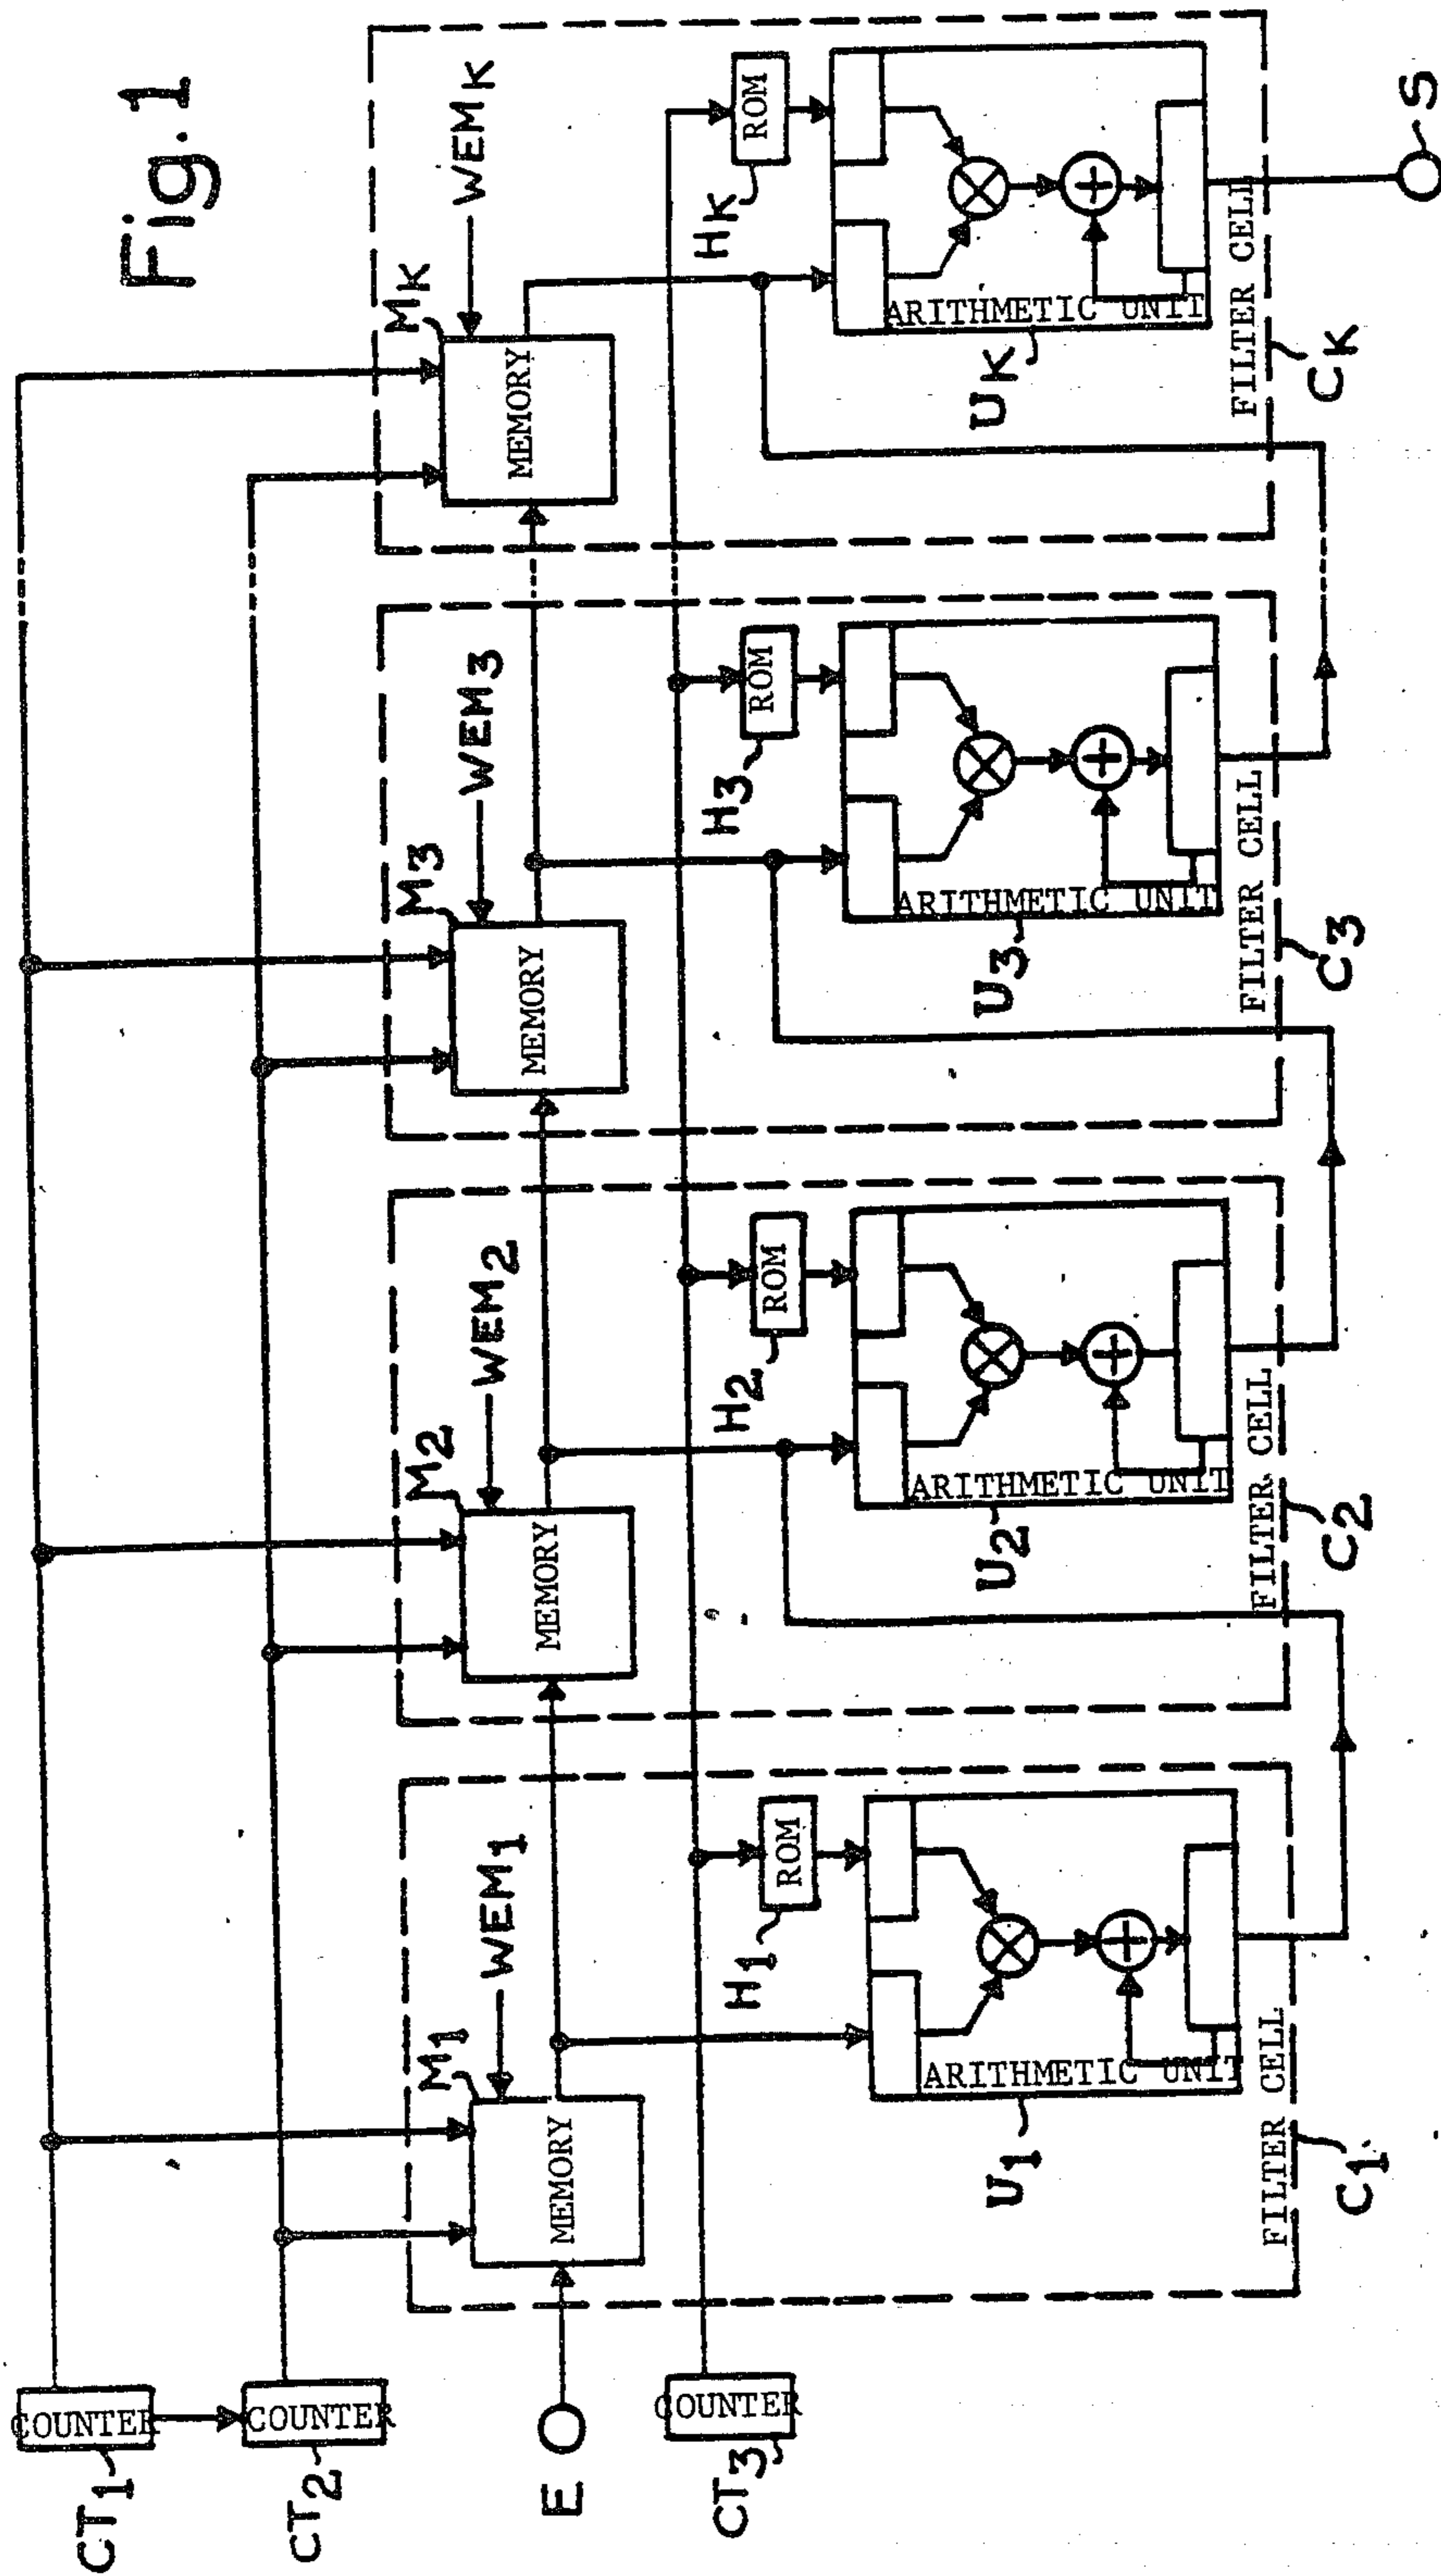 Fig. 1
CT1
COUNTER
CT2
COUNTER
E
CT3
COUNTER
M1
WEM1
MEMORY
H1
ROM
ARITHMETIC UNIT
U1
FILTER CELL
C1
M2
WEM2
MEMORY
H2
ROM
ARITHMETIC UNIT
U2
FILTER CELL
C2
M3
WEM3
MEMORY
H3
ROM
ARITHMETIC UNIT
U3
FILTER CELL
C3
MK
WEMK
MEMORY
HK
ROM
ARITHMETIC UNIT
UK
FILTER CELL
CK
S